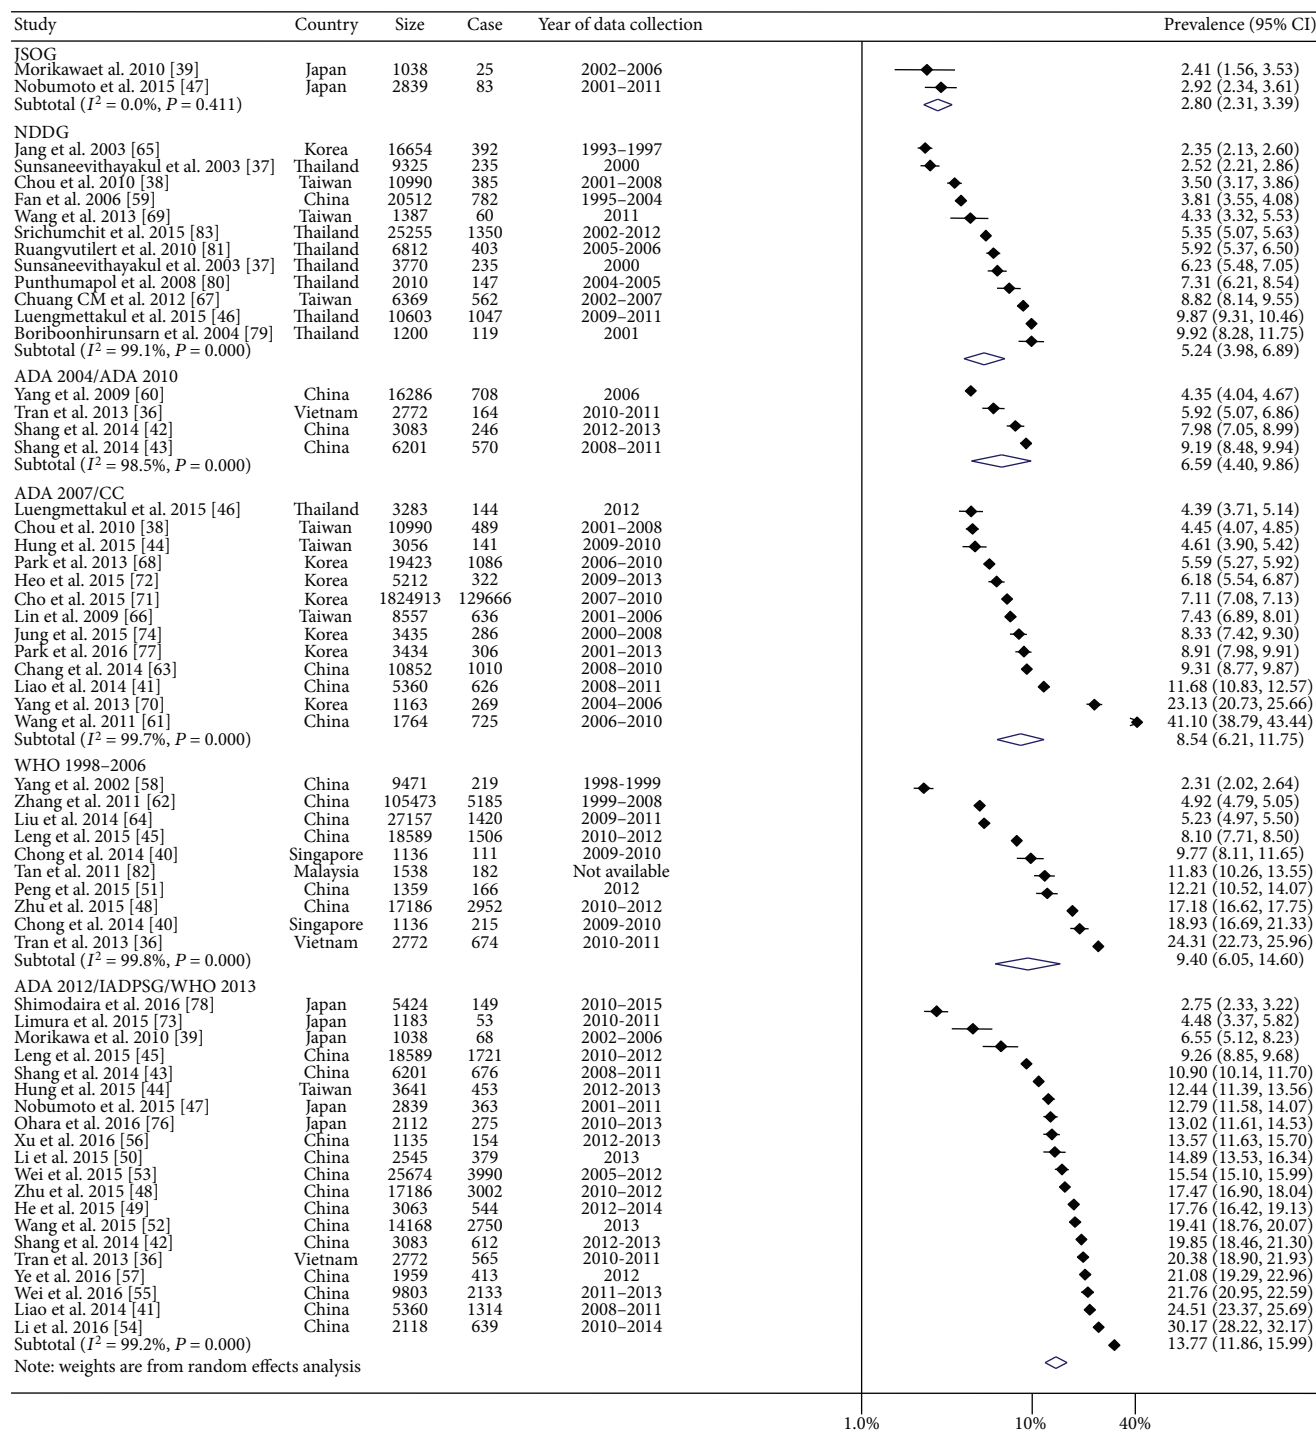 Study Country Size Case Year of data collection Prevalence (95% CI)
JSOG
Morikawaet al. 2010 [39] Japan 1038 25 2002–2006 2.41 (1.56, 3.53)
Nobumoto et al. 2015 [47] Japan 2839 83 2001–2011 2.92 (2.34, 3.61)
Subtotal (I² = 0.0%, P = 0.411) 2.80 (2.31, 3.39)
NDDG
Jang et al. 2003 [65] Korea 16654 392 1993–1997 2.35 (2.13, 2.60)
Sunsaneevithayakul et al. 2003 [37] Thailand 9325 235 2000 2.52 (2.21, 2.86)
Chou et al. 2010 [38] Taiwan 10990 385 2001–2008 3.50 (3.17, 3.86)
Fan et al. 2006 [59] China 20512 782 1995–2004 3.81 (3.55, 4.08)
Wang et al. 2013 [69] Taiwan 1387 60 2011 4.33 (3.32, 5.53)
Srichumchit et al. 2015 [83] Thailand 25255 1350 2002-2012 5.35 (5.07, 5.63)
Ruangvutilert et al. 2010 [81] Thailand 6812 403 2005-2006 5.92 (5.37, 6.50)
Sunsaneevithayakul et al. 2003 [37] Thailand 3770 235 2000 6.23 (5.48, 7.05)
Punthumapol et al. 2008 [80] Thailand 2010 147 2004-2005 7.31 (6.21, 8.54)
Chuang CM et al. 2012 [67] Taiwan 6369 562 2002–2007 8.82 (8.14, 9.55)
Luengmettakul et al. 2015 [46] Thailand 10603 1047 2009–2011 9.87 (9.31, 10.46)
Boriboonhirunsarn et al. 2004 [79] Thailand 1200 119 2001 9.92 (8.28, 11.75)
Subtotal (I² = 99.1%, P = 0.000) 5.24 (3.98, 6.89)
ADA 2004/ADA 2010
Yang et al. 2009 [60] China 16286 708 2006 4.35 (4.04, 4.67)
Tran et al. 2013 [36] Vietnam 2772 164 2010-2011 5.92 (5.07, 6.86)
Shang et al. 2014 [42] China 3083 246 2012-2013 7.98 (7.05, 8.99)
Shang et al. 2014 [43] China 6201 570 2008–2011 9.19 (8.48, 9.94)
Subtotal (I² = 98.5%, P = 0.000) 6.59 (4.40, 9.86)
ADA 2007/CC
Luengmettakul et al. 2015 [46] Thailand 3283 144 2012 4.39 (3.71, 5.14)
Chou et al. 2010 [38] Taiwan 10990 489 2001–2008 4.45 (4.07, 4.85)
Hung et al. 2015 [44] Taiwan 3056 141 2009-2010 4.61 (3.90, 5.42)
Park et al. 2013 [68] Korea 19423 1086 2006–2010 5.59 (5.27, 5.92)
Heo et al. 2015 [72] Korea 5212 322 2009–2013 6.18 (5.54, 6.87)
Cho et al. 2015 [71] Korea 1824913 129666 2007–2010 7.11 (7.08, 7.13)
Lin et al. 2009 [66] Taiwan 8557 636 2001–2006 7.43 (6.89, 8.01)
Jung et al. 2015 [74] Korea 3435 286 2000–2008 8.33 (7.42, 9.30)
Park et al. 2016 [77] Korea 3434 306 2001–2013 8.91 (7.98, 9.91)
Chang et al. 2014 [63] China 10852 1010 2008–2010 9.31 (8.77, 9.87)
Liao et al. 2014 [41] China 5360 626 2008–2011 11.68 (10.83, 12.57)
Yang et al. 2013 [70] Korea 1163 269 2004–2006 23.13 (20.73, 25.66)
Wang et al. 2011 [61] China 1764 725 2006–2010 41.10 (38.79, 43.44)
Subtotal (I² = 99.7%, P = 0.000) 8.54 (6.21, 11.75)
WHO 1998–2006
Yang et al. 2002 [58] China 9471 219 1998-1999 2.31 (2.02, 2.64)
Zhang et al. 2011 [62] China 105473 5185 1999–2008 4.92 (4.79, 5.05)
Liu et al. 2014 [64] China 27157 1420 2009–2011 5.23 (4.97, 5.50)
Leng et al. 2015 [45] China 18589 1506 2010–2012 8.10 (7.71, 8.50)
Chong et al. 2014 [40] Singapore 1136 111 2009-2010 9.77 (8.11, 11.65)
Tan et al. 2011 [82] Malaysia 1538 182 Not available 11.83 (10.26, 13.55)
Peng et al. 2015 [51] China 1359 166 2012 12.21 (10.52, 14.07)
Zhu et al. 2015 [48] China 17186 2952 2010–2012 17.18 (16.62, 17.75)
Chong et al. 2014 [40] Singapore 1136 215 2009-2010 18.93 (16.69, 21.33)
Tran et al. 2013 [36] Vietnam 2772 674 2010-2011 24.31 (22.73, 25.96)
Subtotal (I² = 99.8%, P = 0.000) 9.40 (6.05, 14.60)
ADA 2012/IADPSG/WHO 2013
Shimodaira et al. 2016 [78] Japan 5424 149 2010–2015 2.75 (2.33, 3.22)
Limura et al. 2015 [73] Japan 1183 53 2010-2011 4.48 (3.37, 5.82)
Morikawa et al. 2010 [39] Japan 1038 68 2002–2006 6.55 (5.12, 8.23)
Leng et al. 2015 [45] China 18589 1721 2010–2012 9.26 (8.85, 9.68)
Shang et al. 2014 [43] China 6201 676 2008–2011 10.90 (10.14, 11.70)
Hung et al. 2015 [44] Taiwan 3641 453 2012-2013 12.44 (11.39, 13.56)
Nobumoto et al. 2015 [47] Japan 2839 363 2001–2011 12.79 (11.58, 14.07)
Ohara et al. 2016 [76] Japan 2112 275 2010–2013 13.02 (11.61, 14.53)
Xu et al. 2016 [56] China 1135 154 2012-2013 13.57 (11.63, 15.70)
Li et al. 2015 [50] China 2545 379 2013 14.89 (13.53, 16.34)
Wei et al. 2015 [53] China 25674 3990 2005–2012 15.54 (15.10, 15.99)
Zhu et al. 2015 [48] China 17186 3002 2010–2012 17.47 (16.90, 18.04)
He et al. 2015 [49] China 3063 544 2012–2014 17.76 (16.42, 19.13)
Wang et al. 2015 [52] China 14168 2750 2013 19.41 (18.76, 20.07)
Shang et al. 2014 [42] China 3083 612 2012-2013 19.85 (18.46, 21.30)
Tran et al. 2013 [36] Vietnam 2772 565 2010-2011 20.38 (18.90, 21.93)
Ye et al. 2016 [57] China 1959 413 2012 21.08 (19.29, 22.96)
Wei et al. 2016 [55] China 9803 2133 2011–2013 21.76 (20.95, 22.59)
Liao et al. 2014 [41] China 5360 1314 2008–2011 24.51 (23.37, 25.69)
Li et al. 2016 [54] China 2118 639 2010–2014 30.17 (28.22, 32.17)
Subtotal (I² = 99.2%, P = 0.000) 13.77 (11.86, 15.99)
Note: weights are from random effects analysis
1.0% 10% 40%